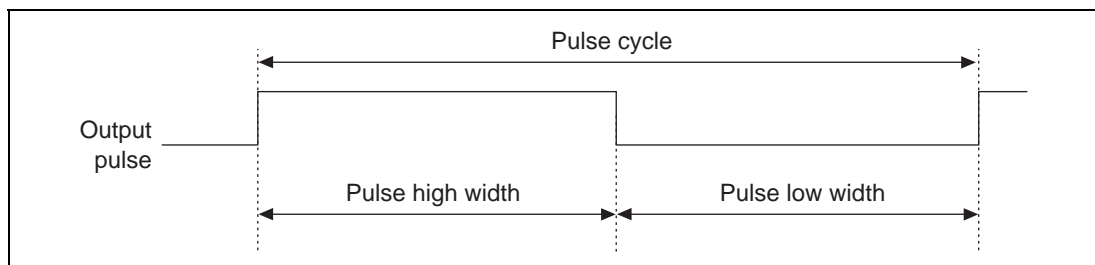 Pulse cycle
Output
pulse
Pulse high width
Pulse low width